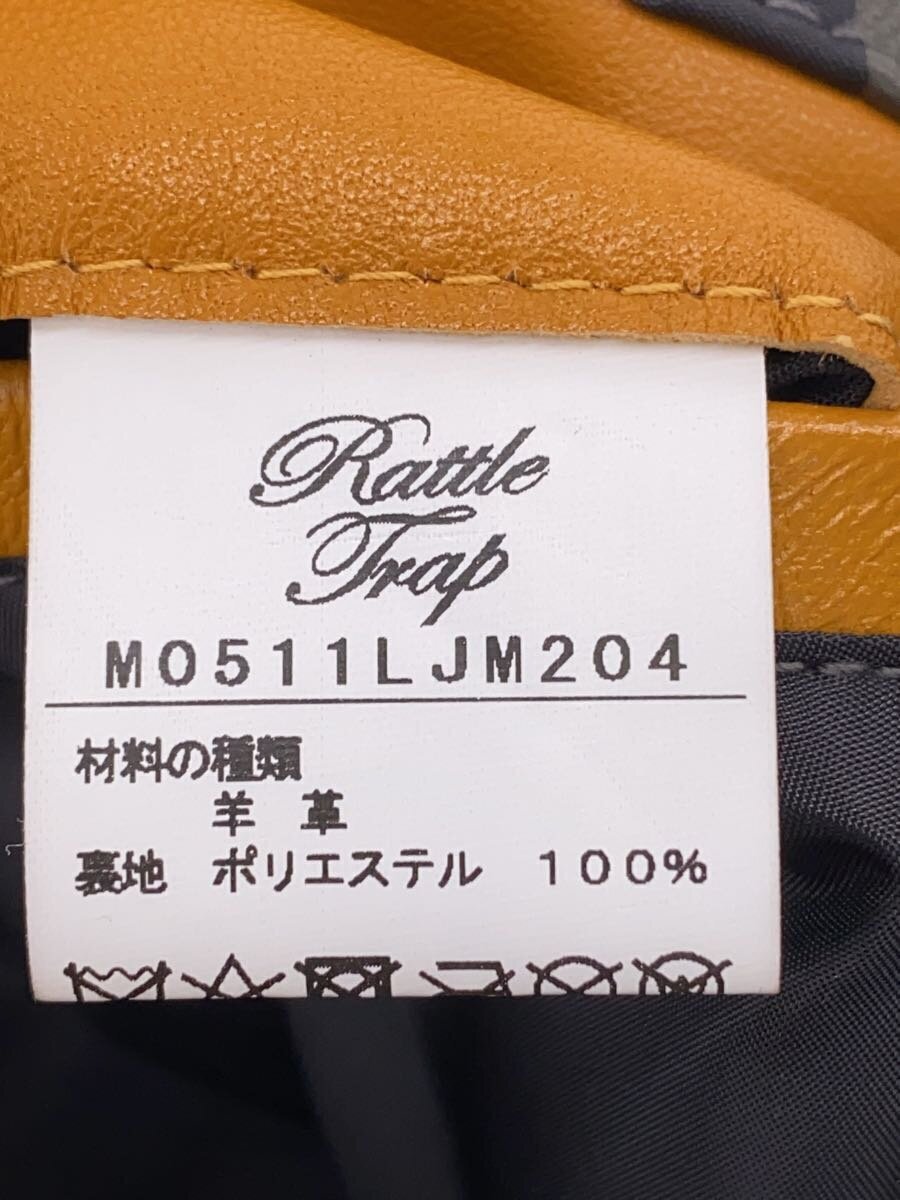 Rattle
Trap
M0511LJM204
材料の種類
羊 革
裏地 ポリエステル 100%